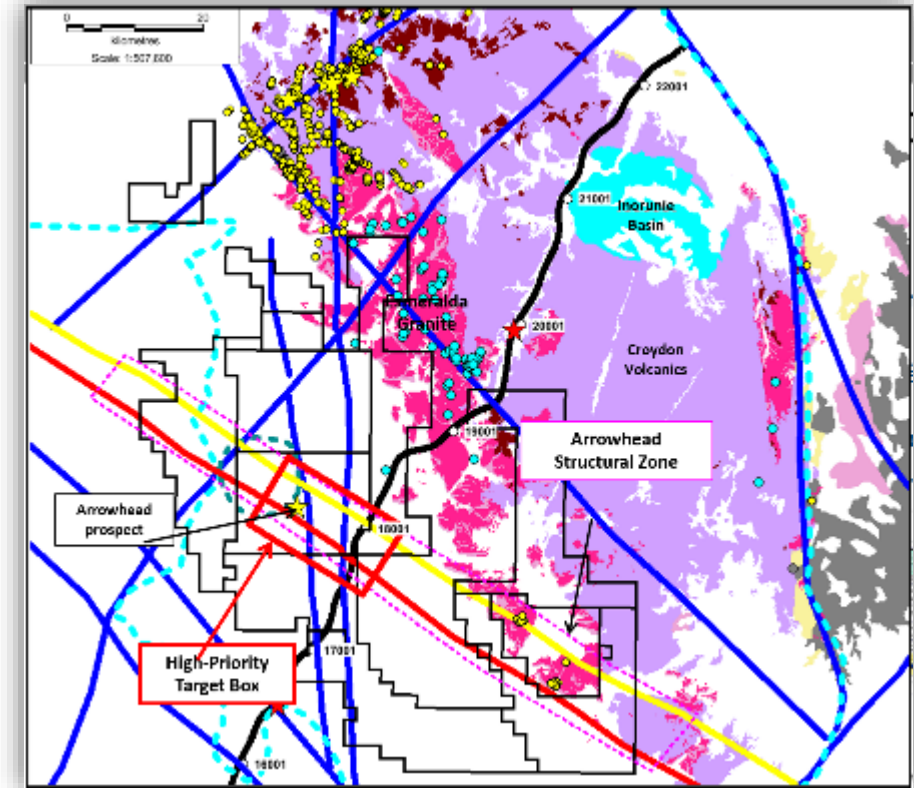 0 20
kilometres
Scale: 1:507,600
22001
21001
Inorunie
Basin
Esmeralda
Granite
20001
Croydon
Volcanics
19001
Arrowhead
Structural Zone
Arrowhead
prospect
18001
17001
High-Priority
Target Box
16001